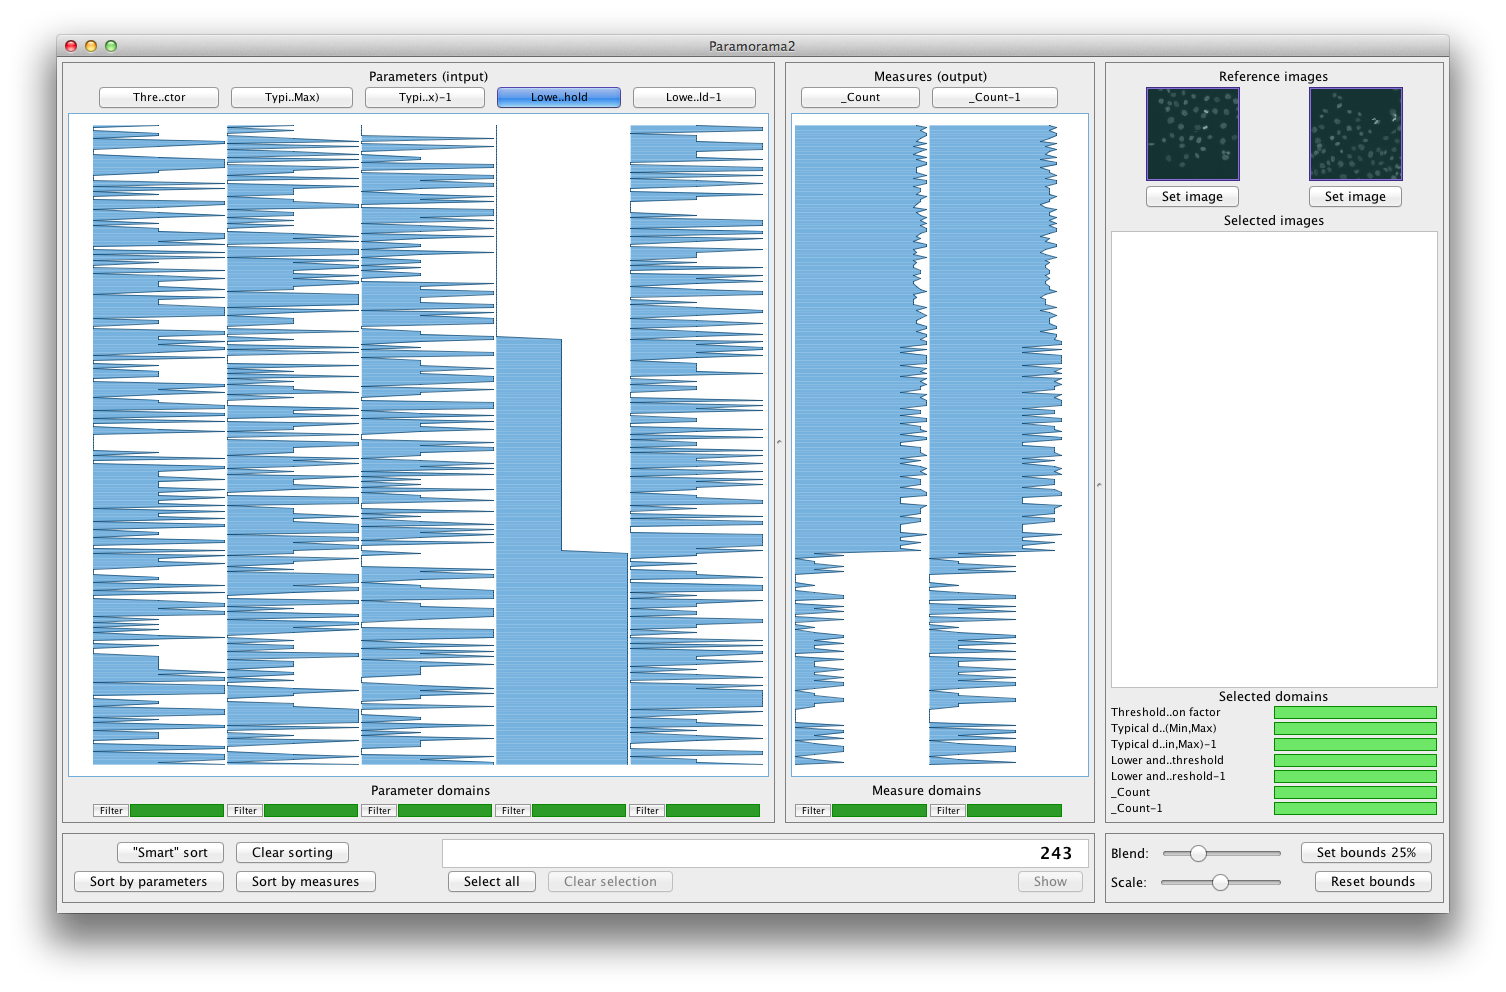 Paramorama2
Parameters (intput)
Thre..ctor
Typi..Max)
Typi..x)-1
Lowe..hold
Lowe..ld-1
Measures (output)
_Count
_Count-1
Reference images
Set image
Set image
Selected images
Selected domains
Threshold..on factor
Typical d..(Min,Max)
Typical d..in,Max)-1
Lower and..threshold
Lower and..reshold-1
_Count
_Count-1
Parameter domains
Filter
Filter
Filter
Filter
Filter
Measure domains
Filter
Filter
"Smart" sort
Clear sorting
243
Sort by parameters
Sort by measures
Select all
Clear selection
Show
Blend:
Set bounds 25%
Scale:
Reset bounds